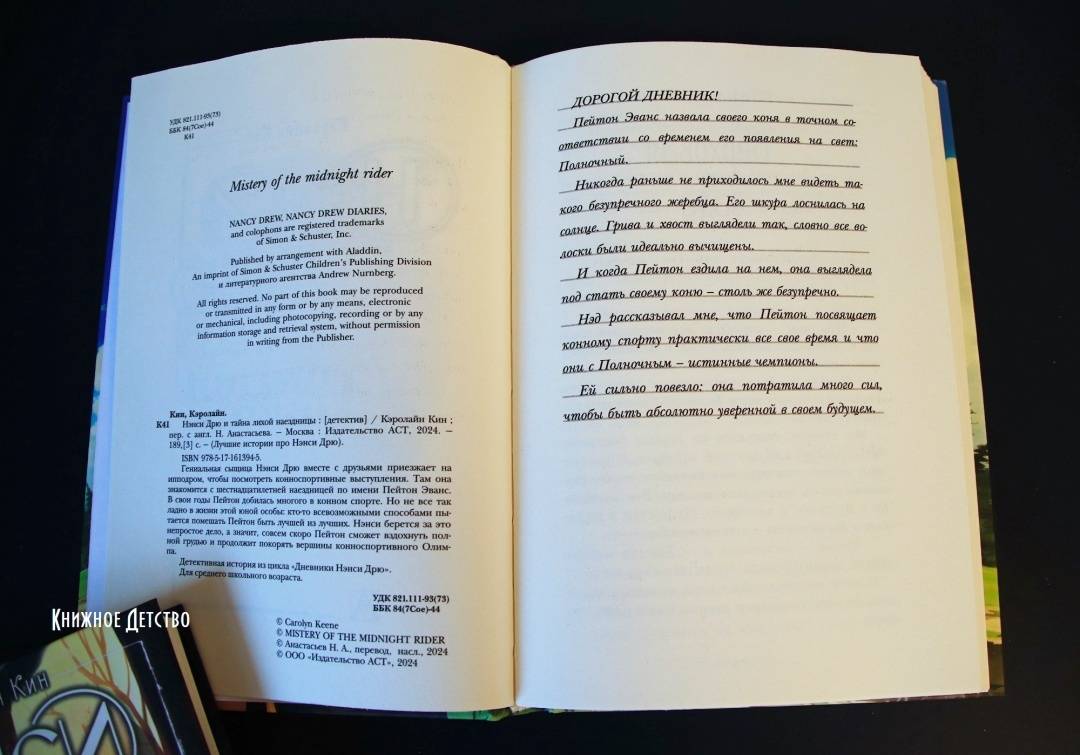 УДК 821.111-93(73)
ББК 84(7Сое)-44
К41
Mistery of the midnight rider
NANCY DREW, NANCY DREW DIARIES,
and colophons are registered trademarks
of Simon & Schuster, Inc.
Published by arrangement with Aladdin,
An imprint of Simon & Schuster Children's Publishing Division
и литературного агентства Andrew Nurnberg.
All rights reserved. No part of this book may be reproduced
or transmitted in any form or by any means, electronic
or mechanical, including photocopying, recording or by any
information storage and retrieval system, without permission
in writing from the Publisher.
Кин, Кэролайн.
К41 Нэнси Дрю и тайна лихой наездницы : [детектив] / Кэролайн Кин ;
пер. с англ. Н. Анастасьева. – Москва : Издательство АСТ, 2024. –
189,[3] с. – (Лучшие истории про Нэнси Дрю).
ISBN 978-5-17-161394-5.
Гениальная сыщица Нэнси Дрю вместе с друзьями приезжает на
ипподром, чтобы посмотреть конноспортивные выступления. Там она
знакомится с шестнадцатилетней наездницей по имени Пейтон Эванс.
В свои годы Пейтон добилась многого в конном спорте. Но не все так
ладно в жизни этой юной особы: кто-то всевозможными способами пы-
тается помешать Пейтон быть лучшей из лучших. Нэнси берется за это
непростое дело, а значит, совсем скоро Пейтон сможет вздохнуть пол-
ной грудью и продолжит покорять вершины конноспортивного Олим-
па.
Детективная история из цикла «Дневники Нэнси Дрю».
Для среднего школьного возраста.
УДК 821.111-93(73)
ББК 84(7Сое)-44
© Carolyn Keene
© MISTERY OF THE MIDNIGHT RIDER
© Анастасьев Н. А., перевод, насл., 2024
© ООО «Издательство АСТ», 2024
ДОРОГОЙ ДНЕВНИК!
Пейтон Эванс назвала своего коня в точном со-
ответствии со временем его появления на свет:
Полночный.
Никогда раньше не приходилось мне видеть та-
кого безупречного жеребца. Его шкура лоснилась на
солнце. Грива и хвост выглядели так, словно все во-
лоски были идеально вычищены.
И когда Пейтон ездила на нем, она выглядела
под стать своему коню – столь же безупречно.
Нэд рассказывал мне, что Пейтон посвящает
конному спорту практически все свое время и что
они с Полночным – истинные чемпионы.
Ей сильно повезло: она потратила много сил,
чтобы быть абсолютно уверенной в своем будущем.
Книжное Детство
Кин